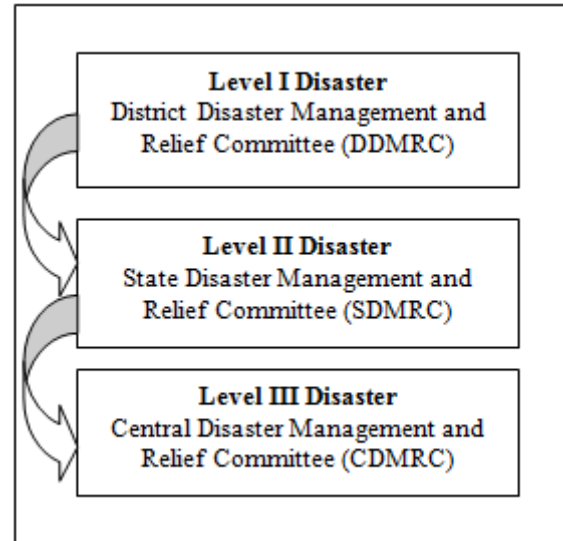 Level I Disaster
District Disaster Management and
Relief Committee (DDMRC)
Level II Disaster
State Disaster Management and
Relief Committee (SDMRC)
Level III Disaster
Central Disaster Management and
Relief Committee (CDMRC)